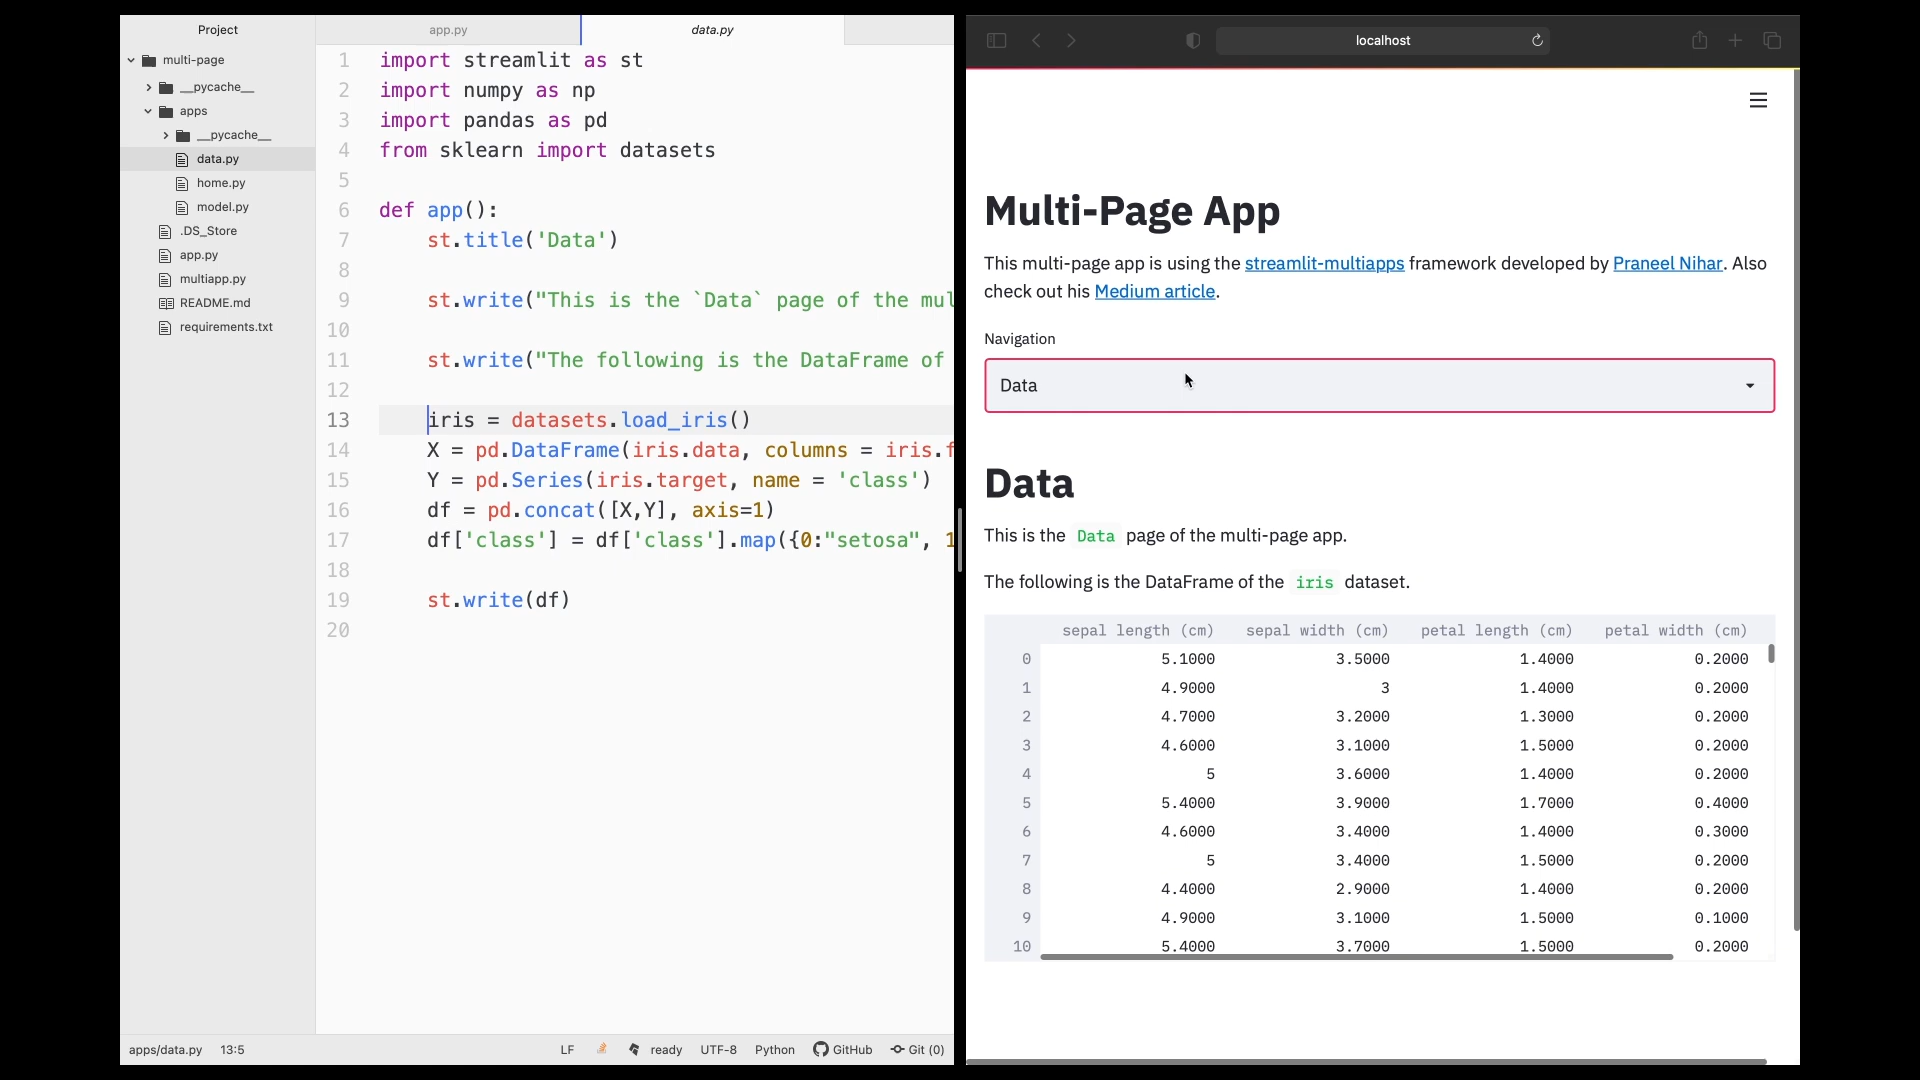 Project
multi-page
__pycache__
apps
__pycache__
data.py
home.py
model.py
.DS_Store
app.py
multiapp.py
README.md
requirements.txt
app.py
data.py
1 import streamlit as st
2 import numpy as np
3 import pandas as pd
4 from sklearn import datasets
5
6 def app():
7 st.title('Data')
8
9 st.write("This is the `Data` page of the mul
10
11 st.write("The following is the DataFrame of
12
13 iris = datasets.load_iris()
14 X = pd.DataFrame(iris.data, columns = iris.f
15 Y = pd.Series(iris.target, name = 'class')
16 df = pd.concat([X,Y], axis=1)
17 df['class'] = df['class'].map({0:"setosa", 1
18
19 st.write(df)
20
apps/data.py 13:5 LF ready UTF-8 Python GitHub Git (0)
localhost
Multi-Page App
This multi-page app is using the streamlit-multiapps framework developed by Praneel Nihar. Also
check out his Medium article.
Navigation
Data
Data
This is the Data page of the multi-page app.
The following is the DataFrame of the iris dataset.
sepal length (cm) sepal width (cm) petal length (cm) petal width (cm)
0 5.1000 3.5000 1.4000 0.2000
1 4.9000 3 1.4000 0.2000
2 4.7000 3.2000 1.3000 0.2000
3 4.6000 3.1000 1.5000 0.2000
4 5 3.6000 1.4000 0.2000
5 5.4000 3.9000 1.7000 0.4000
6 4.6000 3.4000 1.4000 0.3000
7 5 3.4000 1.5000 0.2000
8 4.4000 2.9000 1.4000 0.2000
9 4.9000 3.1000 1.5000 0.1000
10 5.4000 3.7000 1.5000 0.2000